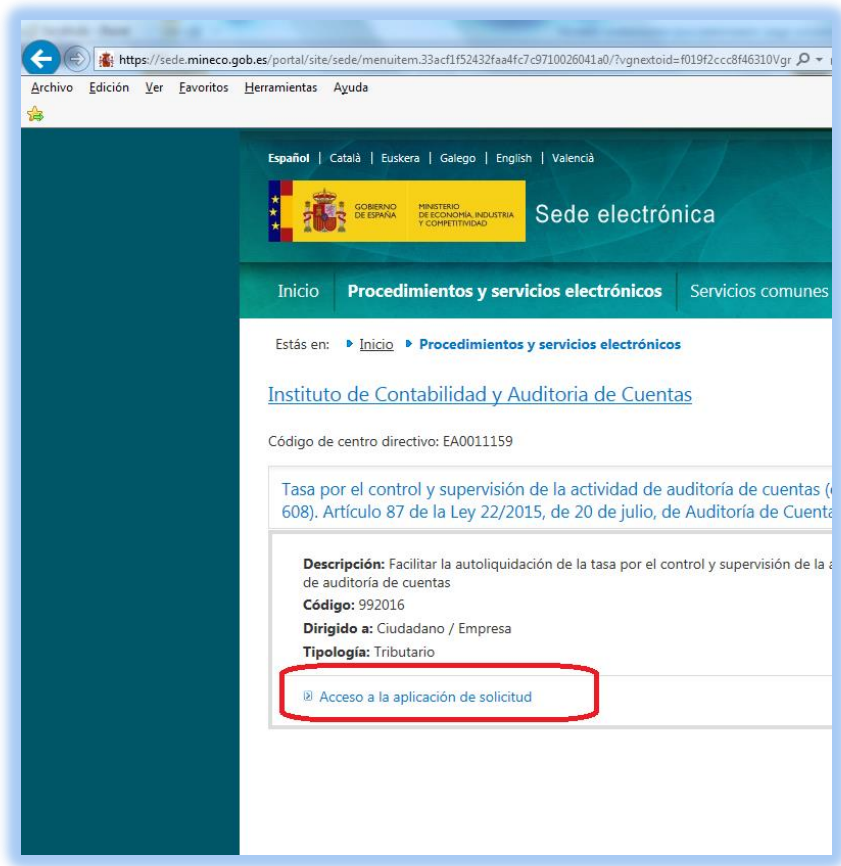 https://sede.mineco.gob.es/portal/site/sede/menuitem.33acf1f52432faa4fc7c9710026041a0/?vgnextoid=f019f2ccc8f46310Vgr
Archivo Edición Ver Favoritos Herramientas Ayuda
Español | Català | Euskera | Galego | English | Valencià
GOBIERNO DE ESPAÑA
MINISTERIO DE ECONOMÍA, INDUSTRIA Y COMPETITIVIDAD
Sede electrónica
Inicio Procedimientos y servicios electrónicos Servicios comunes
Estás en: Inicio Procedimientos y servicios electrónicos
Instituto de Contabilidad y Auditoria de Cuentas
Código de centro directivo: EA0011159
Tasa por el control y supervisión de la actividad de auditoría de cuentas (
608). Artículo 87 de la Ley 22/2015, de 20 de julio, de Auditoría de Cuenta
Descripción: Facilitar la autoliquidación de la tasa por el control y supervisión de la
de auditoría de cuentas
Código: 992016
Dirigido a: Ciudadano / Empresa
Tipología: Tributario
Acceso a la aplicación de solicitud